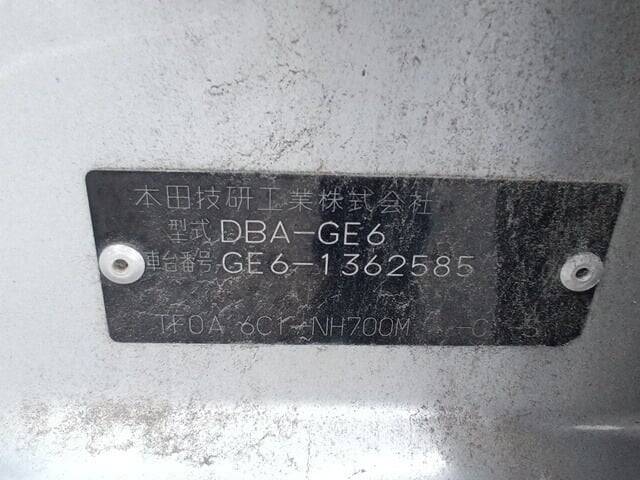 本田技研工業株式会社
型式 DBA-GE6
車台番号 GE6-1362585
TF0A 6C1 NH700M -C -S